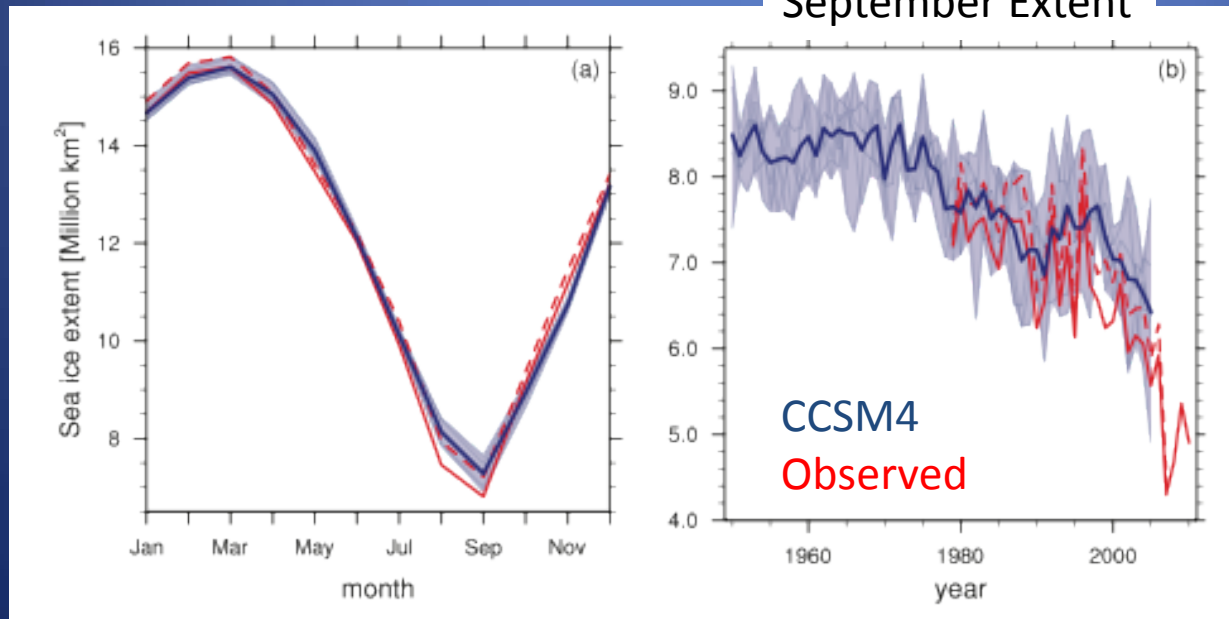 September Extent
(a)
16
14
12
10
8
Sea ice extent [Million km²]
Jan Mar May Jul Sep Nov
month
(b)
9.0
8.0
7.0
6.0
5.0
4.0
CCSM4
Observed
1960 1980 2000
year